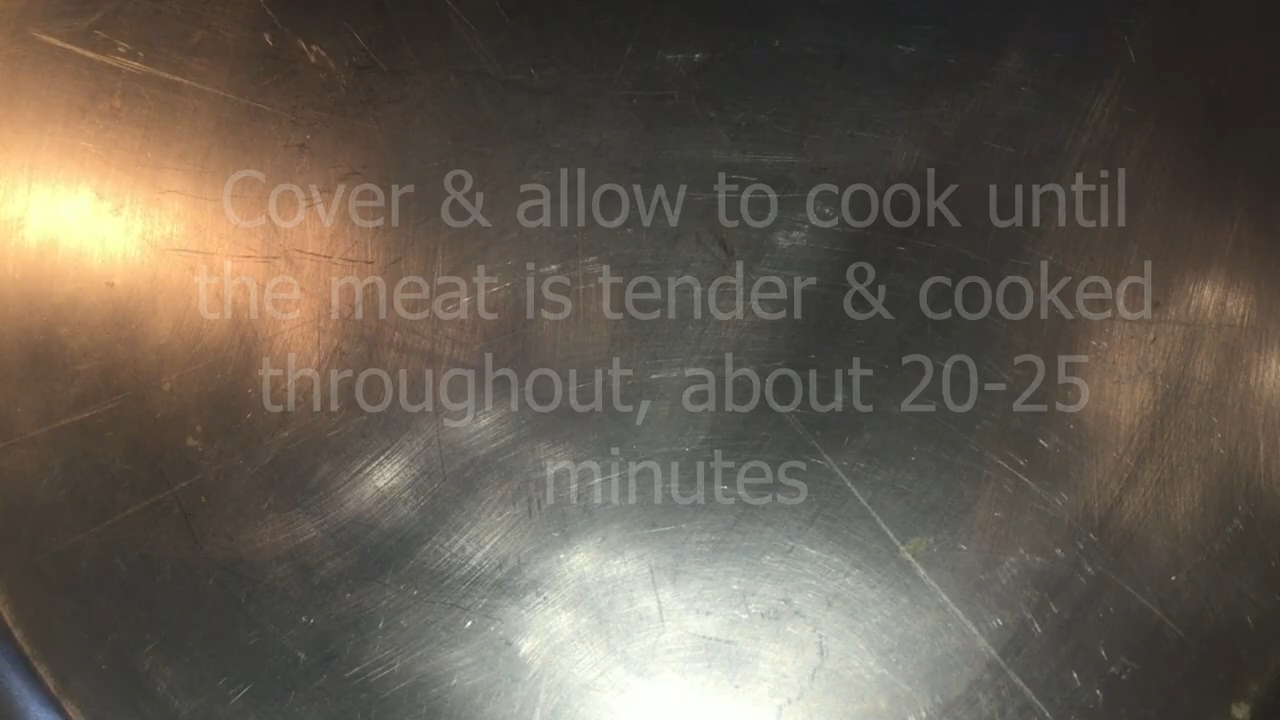 Cover & allow to cook until
the meat is tender & cooked
throughout, about 20-25
minutes